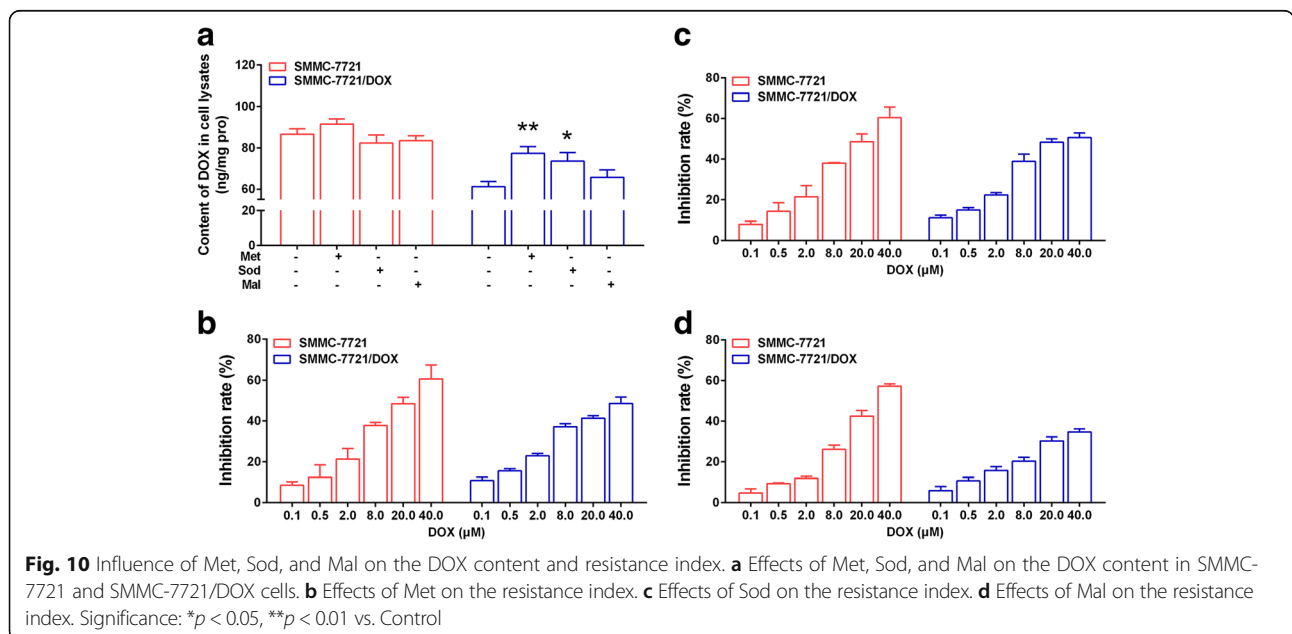 a
SMMC-7721
SMMC-7721/DOX
Content of DOX in cell lysates
(ng/mg pro)
120
100
80
60
20
0
** *
Met - + - - - + - -
Sod - - + - - - + -
Mal - - - + - - - +
c
SMMC-7721
SMMC-7721/DOX
Inhibition rate (%)
80
60
40
20
0
0.1 0.5 2.0 8.0 20.0 40.0 0.1 0.5 2.0 8.0 20.0 40.0
DOX (µM)
b
SMMC-7721
SMMC-7721/DOX
Inhibition rate (%)
80
60
40
20
0
0.1 0.5 2.0 8.0 20.0 40.0 0.1 0.5 2.0 8.0 20.0 40.0
DOX (µM)
d
SMMC-7721
SMMC-7721/DOX
Inhibition rate (%)
80
60
40
20
0
0.1 0.5 2.0 8.0 20.0 40.0 0.1 0.5 2.0 8.0 20.0 40.0
DOX (µM)
Fig. 10 Influence of Met, Sod, and Mal on the DOX content and resistance index. a Effects of Met, Sod, and Mal on the DOX content in SMMC-
7721 and SMMC-7721/DOX cells. b Effects of Met on the resistance index. c Effects of Sod on the resistance index. d Effects of Mal on the resistance
index. Significance: *p < 0.05, **p < 0.01 vs. Control